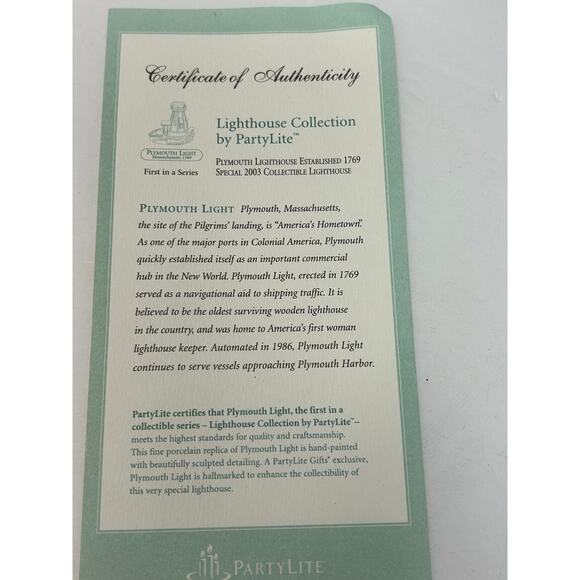 Certificate of Authenticity
Lighthouse Collection
by PartyLite™
PLYMOUTH LIGHT
Massachusetts 1769
First in a Series
PLYMOUTH LIGHTHOUSE ESTABLISHED 1769
SPECIAL 2003 COLLECTIBLE LIGHTHOUSE
PLYMOUTH LIGHT Plymouth, Massachusetts,
the site of the Pilgrims' landing, is "America's Hometown."
As one of the major ports in Colonial America, Plymouth
quickly established itself as an important commercial
hub in the New World. Plymouth Light, erected in 1769
served as a navigational aid to shipping traffic. It is
believed to be the oldest surviving wooden lighthouse
in the country, and was home to America's first woman
lighthouse keeper. Automated in 1986, Plymouth Light
continues to serve vessels approaching Plymouth Harbor.
PartyLite certifies that Plymouth Light, the first in a
collectible series – Lighthouse Collection by PartyLite™–
meets the highest standards for quality and craftsmanship.
This fine porcelain replica of Plymouth Light is hand-painted
with beautifully sculpted detailing. A PartyLite Gifts® exclusive,
Plymouth Light is hallmarked to enhance the collectibility of
this very special lighthouse.
PARTYLITE